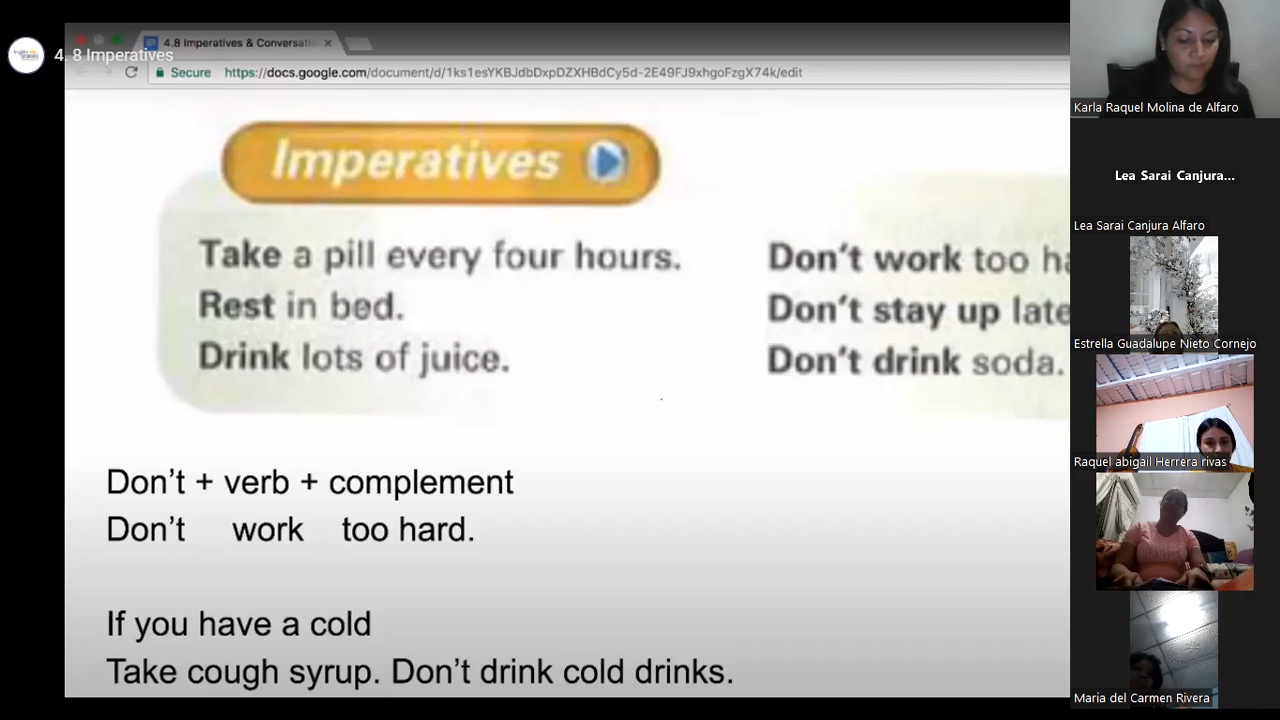 4. 8 Imperatives
4.8 Imperatives & Conversati
Secure https://docs.google.com/document/d/1ks1esYKBJdbDxpDZXHBdCy5d-2E49FJ9xhgoFzgX74k/edit
Imperatives
Take a pill every four hours.
Rest in bed.
Drink lots of juice.
Don't work too ha
Don't stay up late
Don't drink soda.
Don't + verb + complement
Don't work too hard.
If you have a cold
Take cough syrup. Don't drink cold drinks.
Karla Raquel Molina de Alfaro
Lea Sarai Canjura...
Lea Sarai Canjura Alfaro
Estrella Guadalupe Nieto Cornejo
Raquel abigail Herrera rivas
Maria del Carmen Rivera